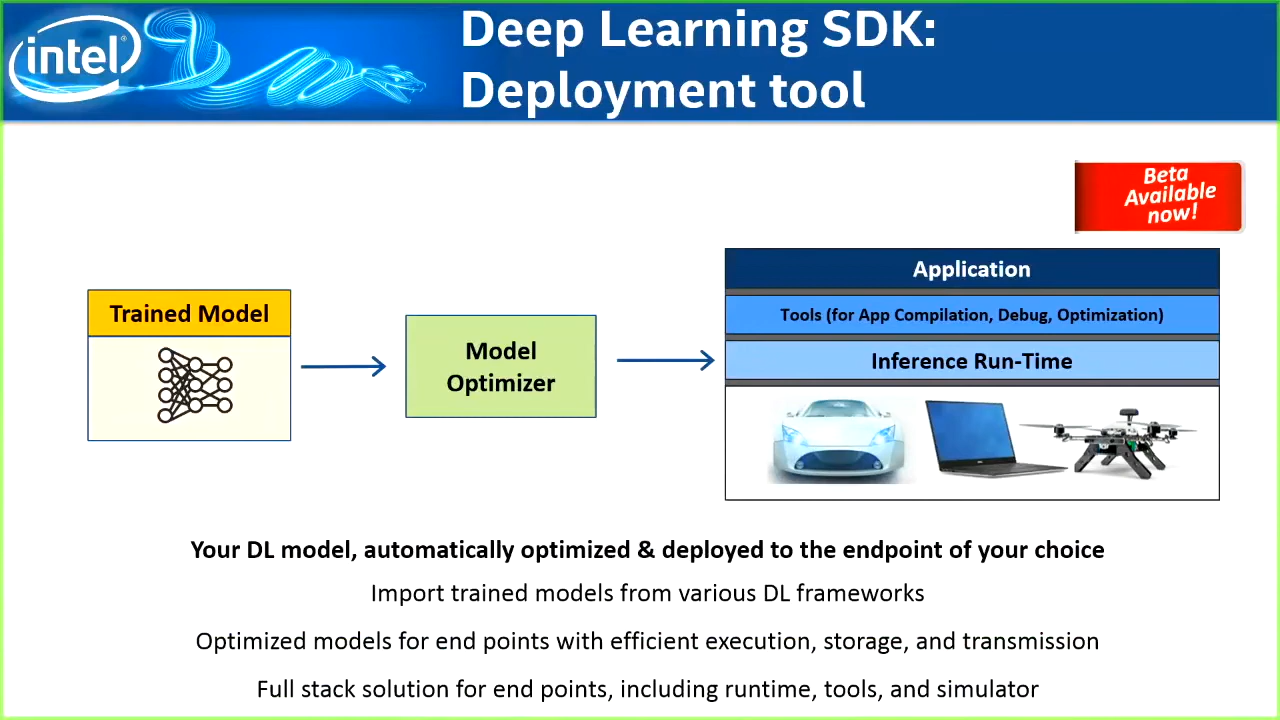 intel®
Deep Learning SDK:
Deployment tool
Beta
Available
now!
Application
Trained Model
Tools (for App Compilation, Debug, Optimization)
Model
Optimizer
Inference Run-Time
Your DL model, automatically optimized & deployed to the endpoint of your choice
Import trained models from various DL frameworks
Optimized models for end points with efficient execution, storage, and transmission
Full stack solution for end points, including runtime, tools, and simulator